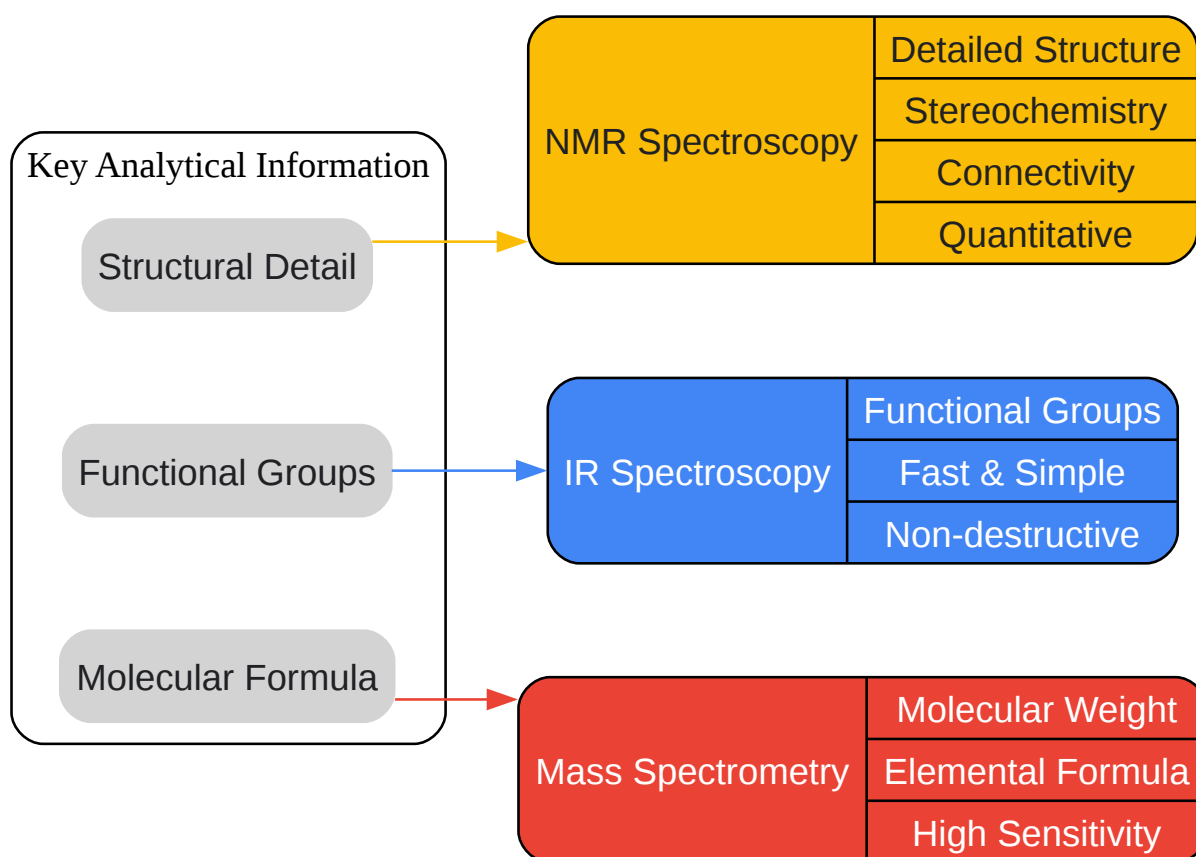 Key Analytical Information
Structural Detail
Functional Groups
Molecular Formula
NMR Spectroscopy
Detailed Structure
Stereochemistry
Connectivity
Quantitative
IR Spectroscopy
Functional Groups
Fast & Simple
Non-destructive
Mass Spectrometry
Molecular Weight
Elemental Formula
High Sensitivity